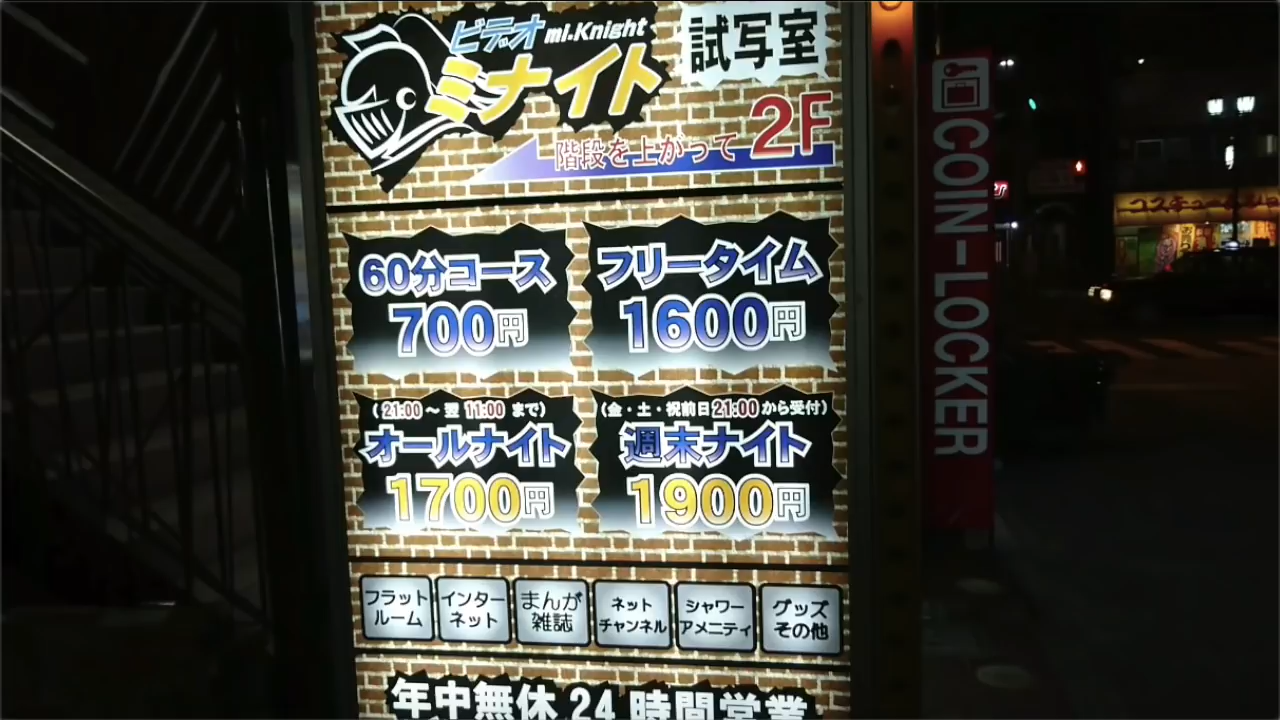 ビデオ mi.Knight
ミナイト
試写室
階段を上がって 2F
60分コース
700円
フリータイム
1600円
(21:00～翌11:00まで)
オールナイト
1700円
(金・土・祝前日21:00から受付)
週末ナイト
1900円
フラット
ルーム
インター
ネット
まんが
雑誌
ネット
チャンネル
シャワー
アメニティ
グッズ
その他
年中無休 24時間営業
COIN-LOCKER